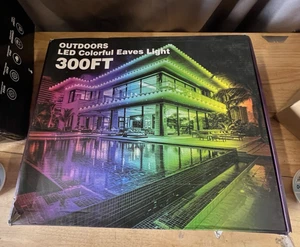 OUTDOORS
LED Colorful Eaves Light
300FT